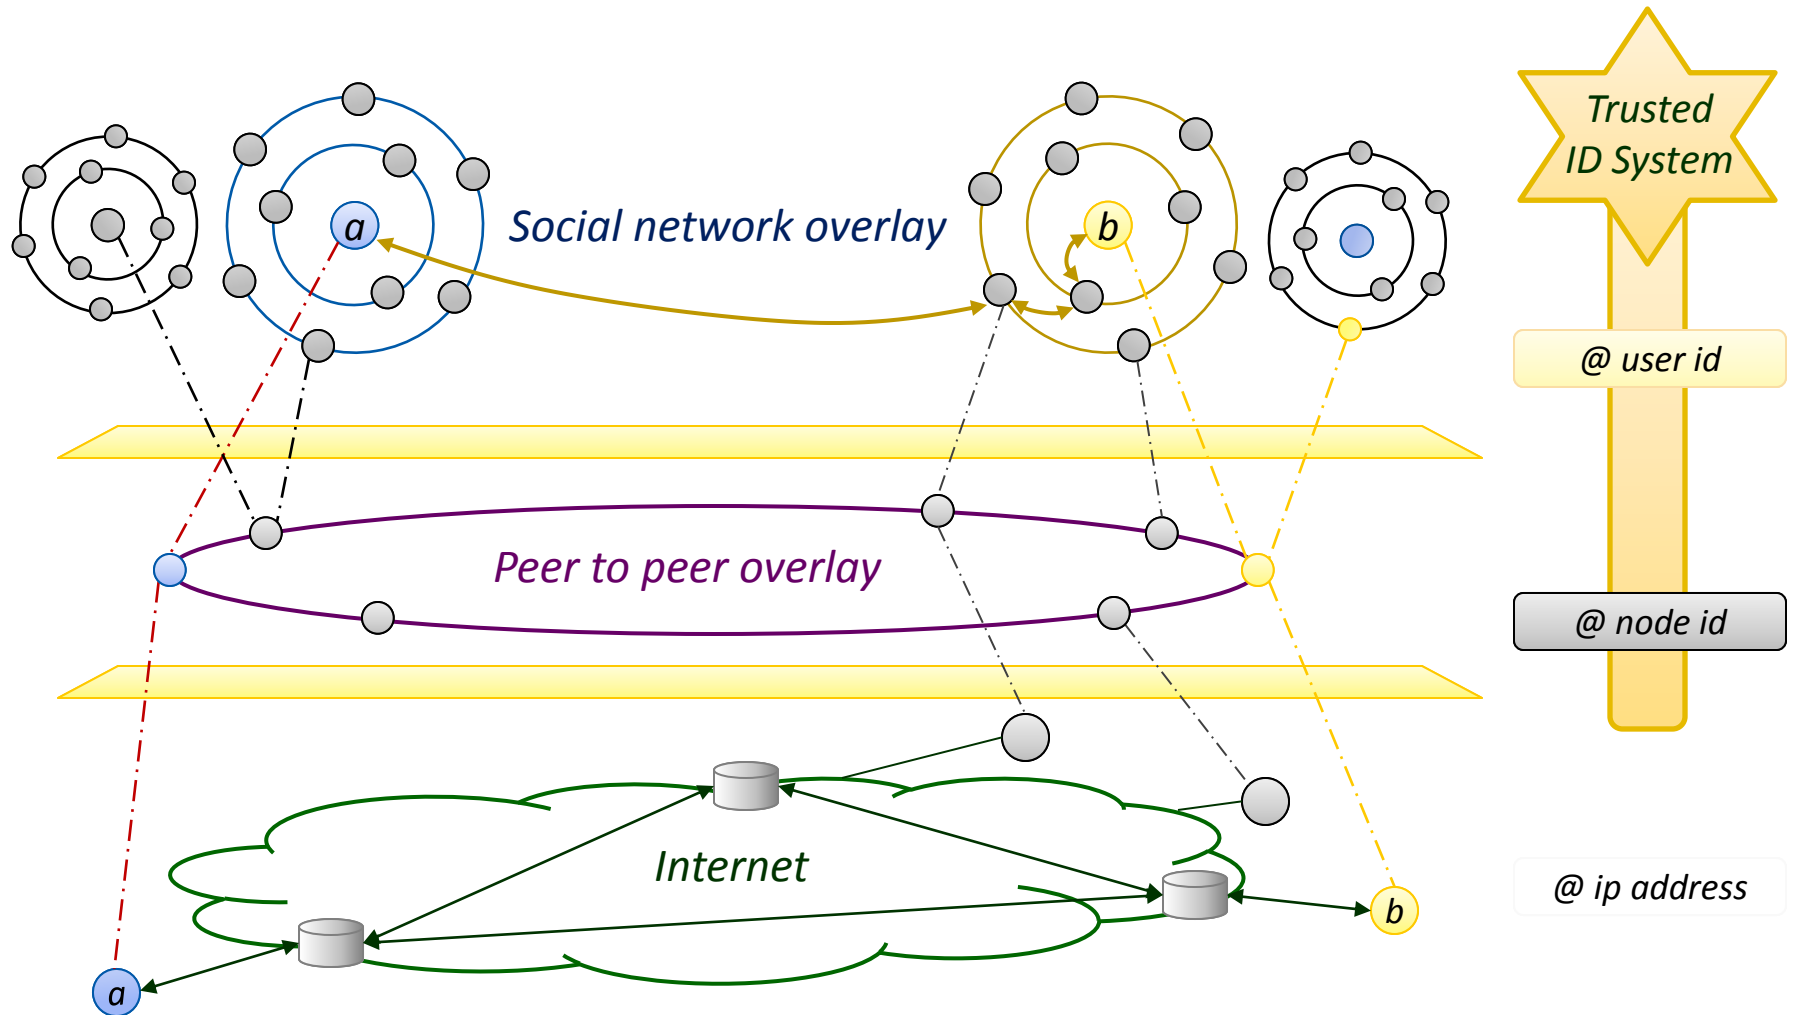 Trusted
ID System
a
Social network overlay
b
@ user id
Peer to peer overlay
@ node id
Internet
@ ip address
b
a